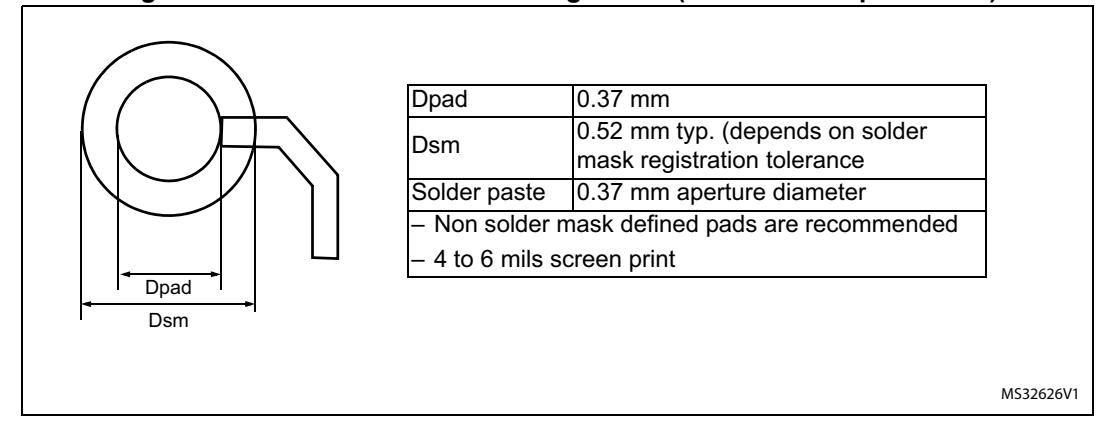 Dpad
Dsm
Dpad 0.37 mm
Dsm 0.52 mm typ. (depends on solder
mask registration tolerance
Solder paste 0.37 mm aperture diameter
– Non solder mask defined pads are recommended
– 4 to 6 mils screen print
MS32626V1